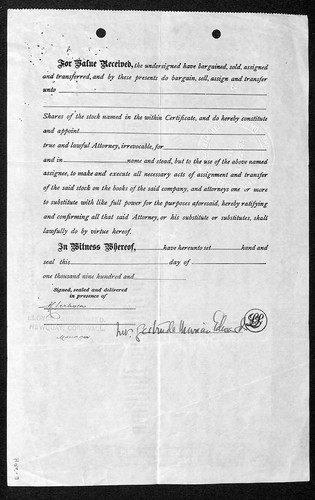 For Value Received, the undersigned have bargained, sold, assigned
and transferred, and by these presents do bargain, sell, assign and transfer
unto
Shares of the stock named in the within Certificate, and do hereby constitute
and appoint
true and lawful Attorney, irrevocable, for
and in name and stead, but to the use of the above named
assignee, to make and execute all necessary acts of assignment and transfer
of the said stock on the books of the said company, and attorneys one or more
to substitute with like full power for the purposes aforesaid, hereby ratifying
and confirming all that said Attorney, or his substitute or substitutes, shall
lawfully do by virtue hereof.
In Witness Whereof, have hereunto set hand and
seal this day of
one thousand nine hundred and
Signed, sealed and delivered
in presence of
Mrs. Gertrude Marian Edwards LS